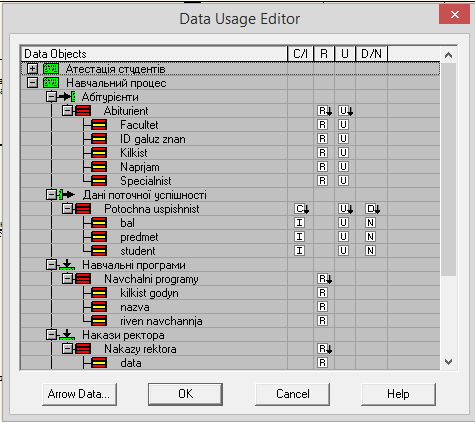 Data Usage Editor
Data Objects C/I R U D/N
Атестація студентів
Навчальний процес
Абітурієнти
Abiturient R U
Facultet R U
ID galuz znan R U
Kilkist R U
Naprjam R U
Specialnist R U
Дані поточної успішності
Potochna uspishnist C U D
bal I U N
predmet I U N
student I U N
Навчальні програми
Navchalni programy R
kilkist godyn R
nazva R
riven navchannja R
Накази ректора
Nakazy rektora R
data R
Arrow Data... OK Cancel Help